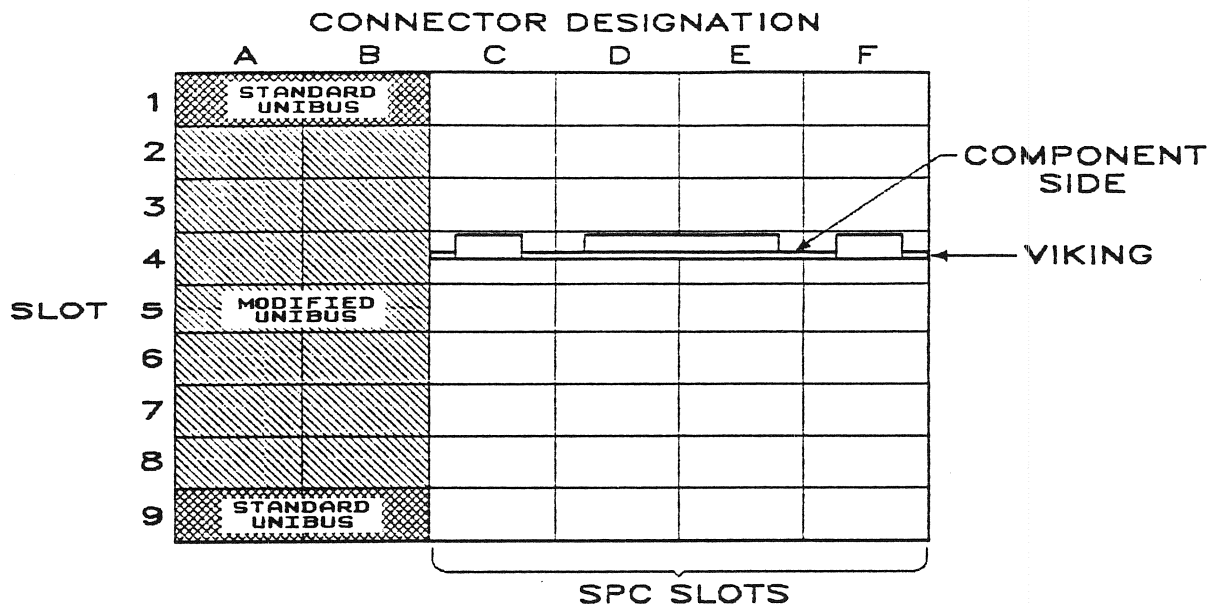 CONNECTOR DESIGNATION
A B C D E F
1 STANDARD
UNIBUS
2
COMPONENT
SIDE
3
4
VIKING
SLOT 5 MODIFIED
UNIBUS
6
7
8
9 STANDARD
UNIBUS
SPC SLOTS